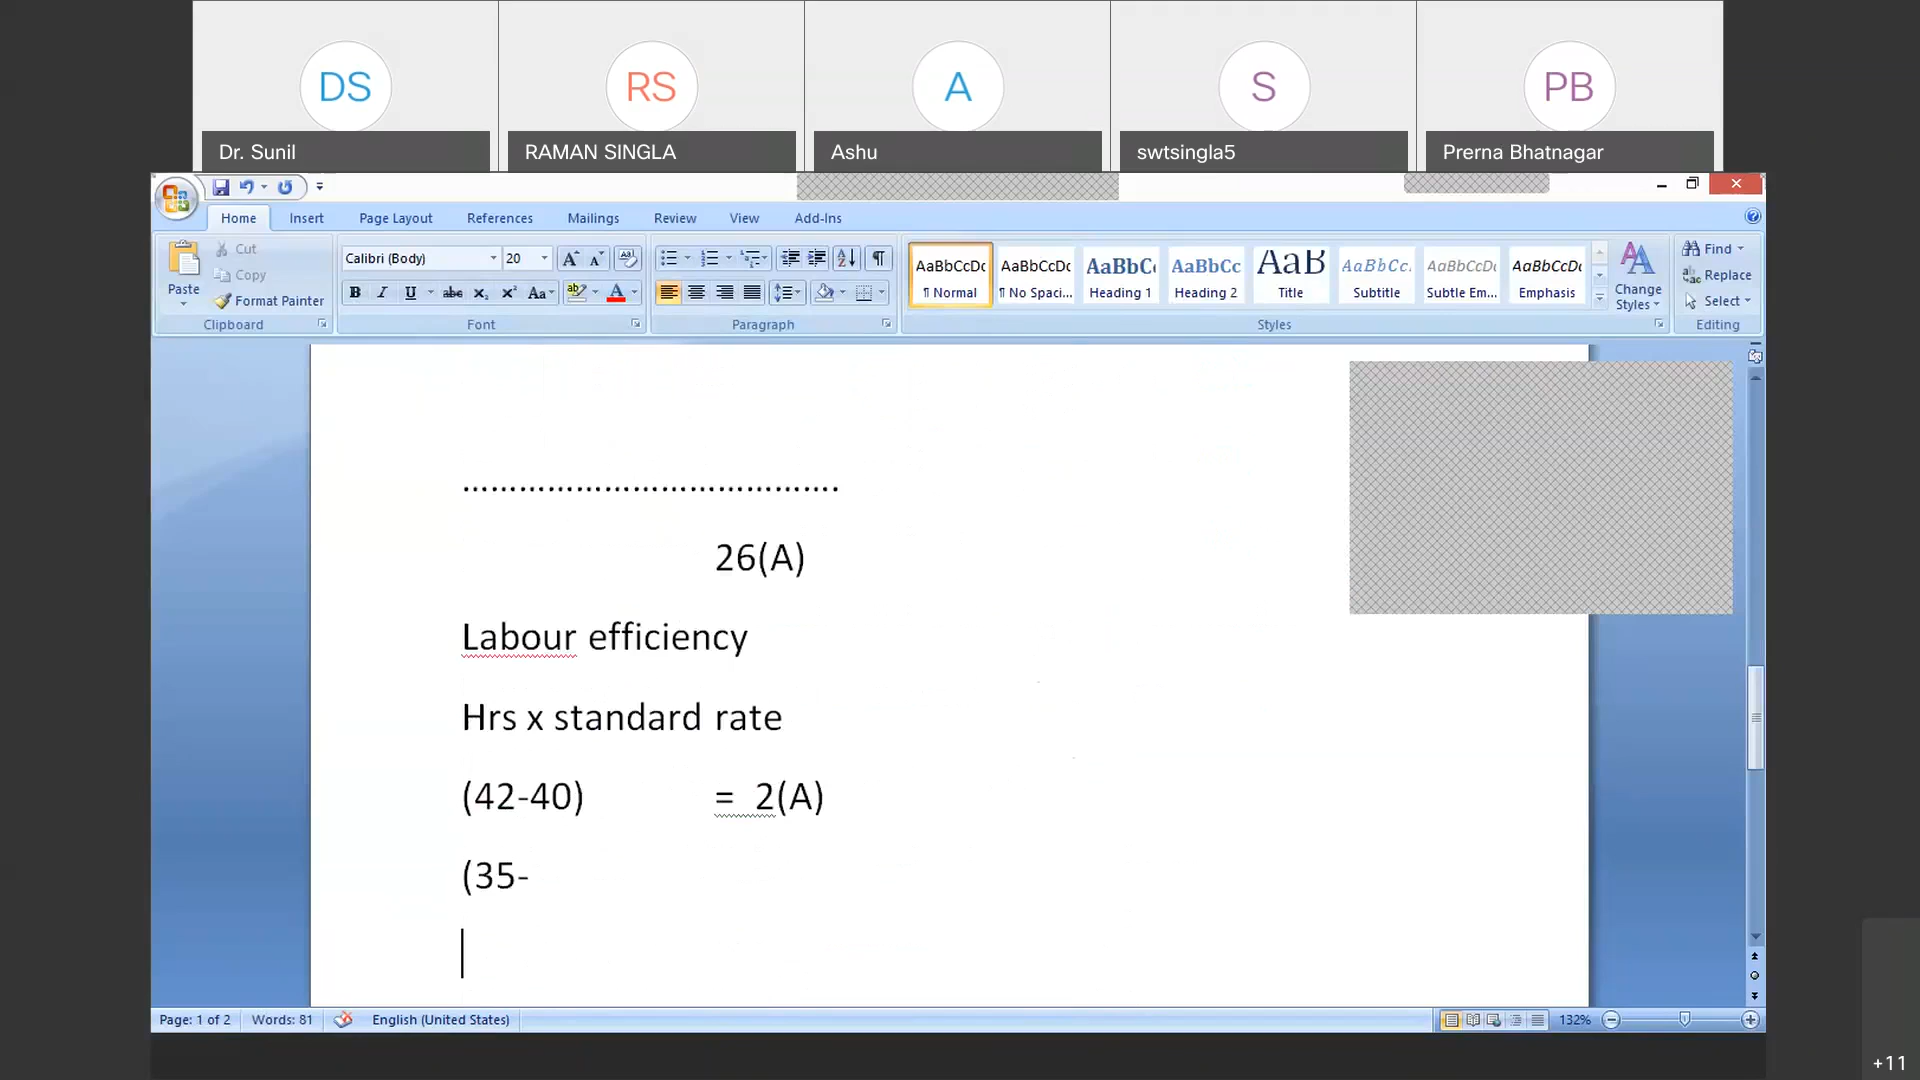 DS
RS
A
S
PB
Dr. Sunil
RAMAN SINGLA
Ashu
swtsingla5
Prerna Bhatnagar
Home Insert Page Layout References Mailings Review View Add-Ins
Paste
Cut
Copy
Format Painter
Clipboard
Calibri (Body) 20
Font
Paragraph
AaBbCcDc AaBbCcDc AaBbC AaBbCc AaB AaBbCc. AaBbCcDc AaBbCcDc
¶ Normal ¶ No Spaci... Heading 1 Heading 2 Title Subtitle Subtle Em... Emphasis
Change
Styles
Styles
Find
Replace
Select
Editing
........................................
26(A)
Labour efficiency
Hrs x standard rate
(42-40) = 2(A)
(35-
Page: 1 of 2 Words: 81 English (United States) 132%
+11